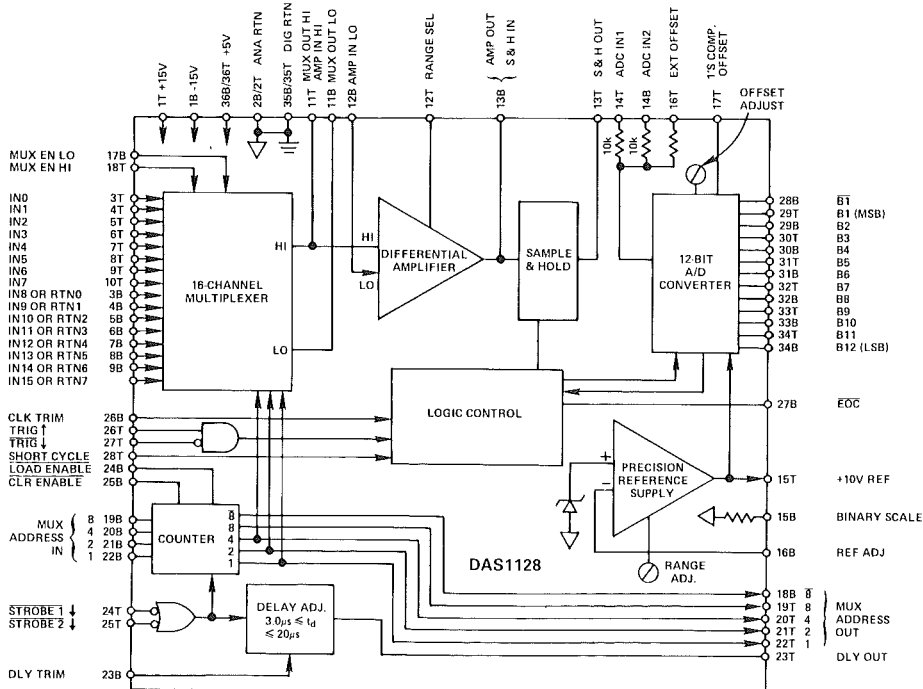 1T +15V
1B -15V
36B/36T +5V
2B/2T ANA RTN
35B/35T DIG RTN
11T MUX OUT HI
AMP IN HI
11B MUX OUT LO
12B AMP IN LO
12T RANGE SEL
13B AMP OUT
S & H IN
13T S & H OUT
14T ADC IN1
14B ADC IN2
16T EXT OFFSET
17T 1'S COMP.
OFFSET
OFFSET
ADJUST
10k
10k
MUX EN LO 17B
MUX EN HI 18T
IN0 3T
IN1 4T
IN2 5T
IN3 6T
IN4 7T
IN5 8T
IN6 9T
IN7 10T
IN8 OR RTN0 3B
IN9 OR RTN1 4B
IN10 OR RTN2 5B
IN11 OR RTN3 6B
IN12 OR RTN4 7B
IN13 OR RTN5 8B
IN14 OR RTN6 9B
IN15 OR RTN7
16-CHANNEL
MULTIPLEXER
HI
LO
HI
LO
DIFFERENTIAL
AMPLIFIER
SAMPLE
& HOLD
12-BIT
A/D
CONVERTER
28B B1
29T B1 (MSB)
29B B2
30T B3
30B B4
31T B5
31B B6
32T B7
32B B8
33T B9
33B B10
34T B11
34B B12 (LSB)
27B EOC
CLK TRIM 26B
TRIG ↑ 26T
TRIG ↓ 27T
SHORT CYCLE 28T
LOAD ENABLE 24B
CLR ENABLE 25B
LOGIC CONTROL
+
−
PRECISION
REFERENCE
SUPPLY
15T +10V REF
15B BINARY SCALE
16B REF ADJ
RANGE
ADJ.
DAS1128
MUX
ADDRESS
IN
8 19B
4 20B
2 21B
1 22B
COUNTER
8
8
4
2
1
STROBE 1 ↓ 24T
STROBE 2 ↓ 25T
DELAY ADJ.
3.0µs ≤ td
≤ 20µs
DLY TRIM 23B
18B 8
19T 8
20T 4
21T 2
22T 1
MUX
ADDRESS
OUT
23T DLY OUT